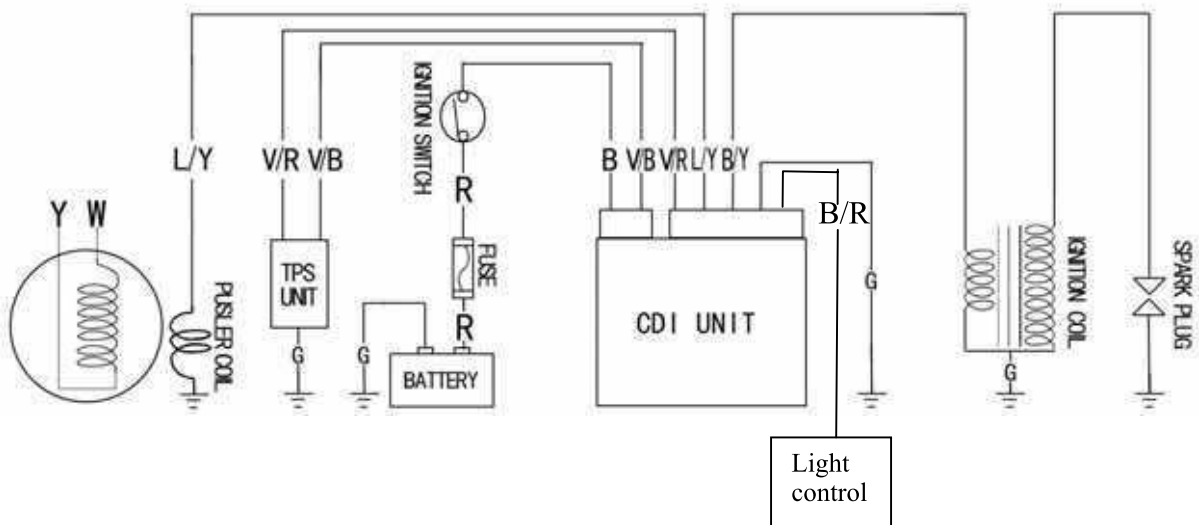 IGNITION SWITCH
L/Y
V/R V/B
B V/B V/R L/Y B/Y
R
B/R
Y W
FUSE
TPS
UNIT
G
PUSLER COIL
G
G
R
BATTERY
CDI UNIT
IGNITION COIL
G
SPARK PLUG
Light
control